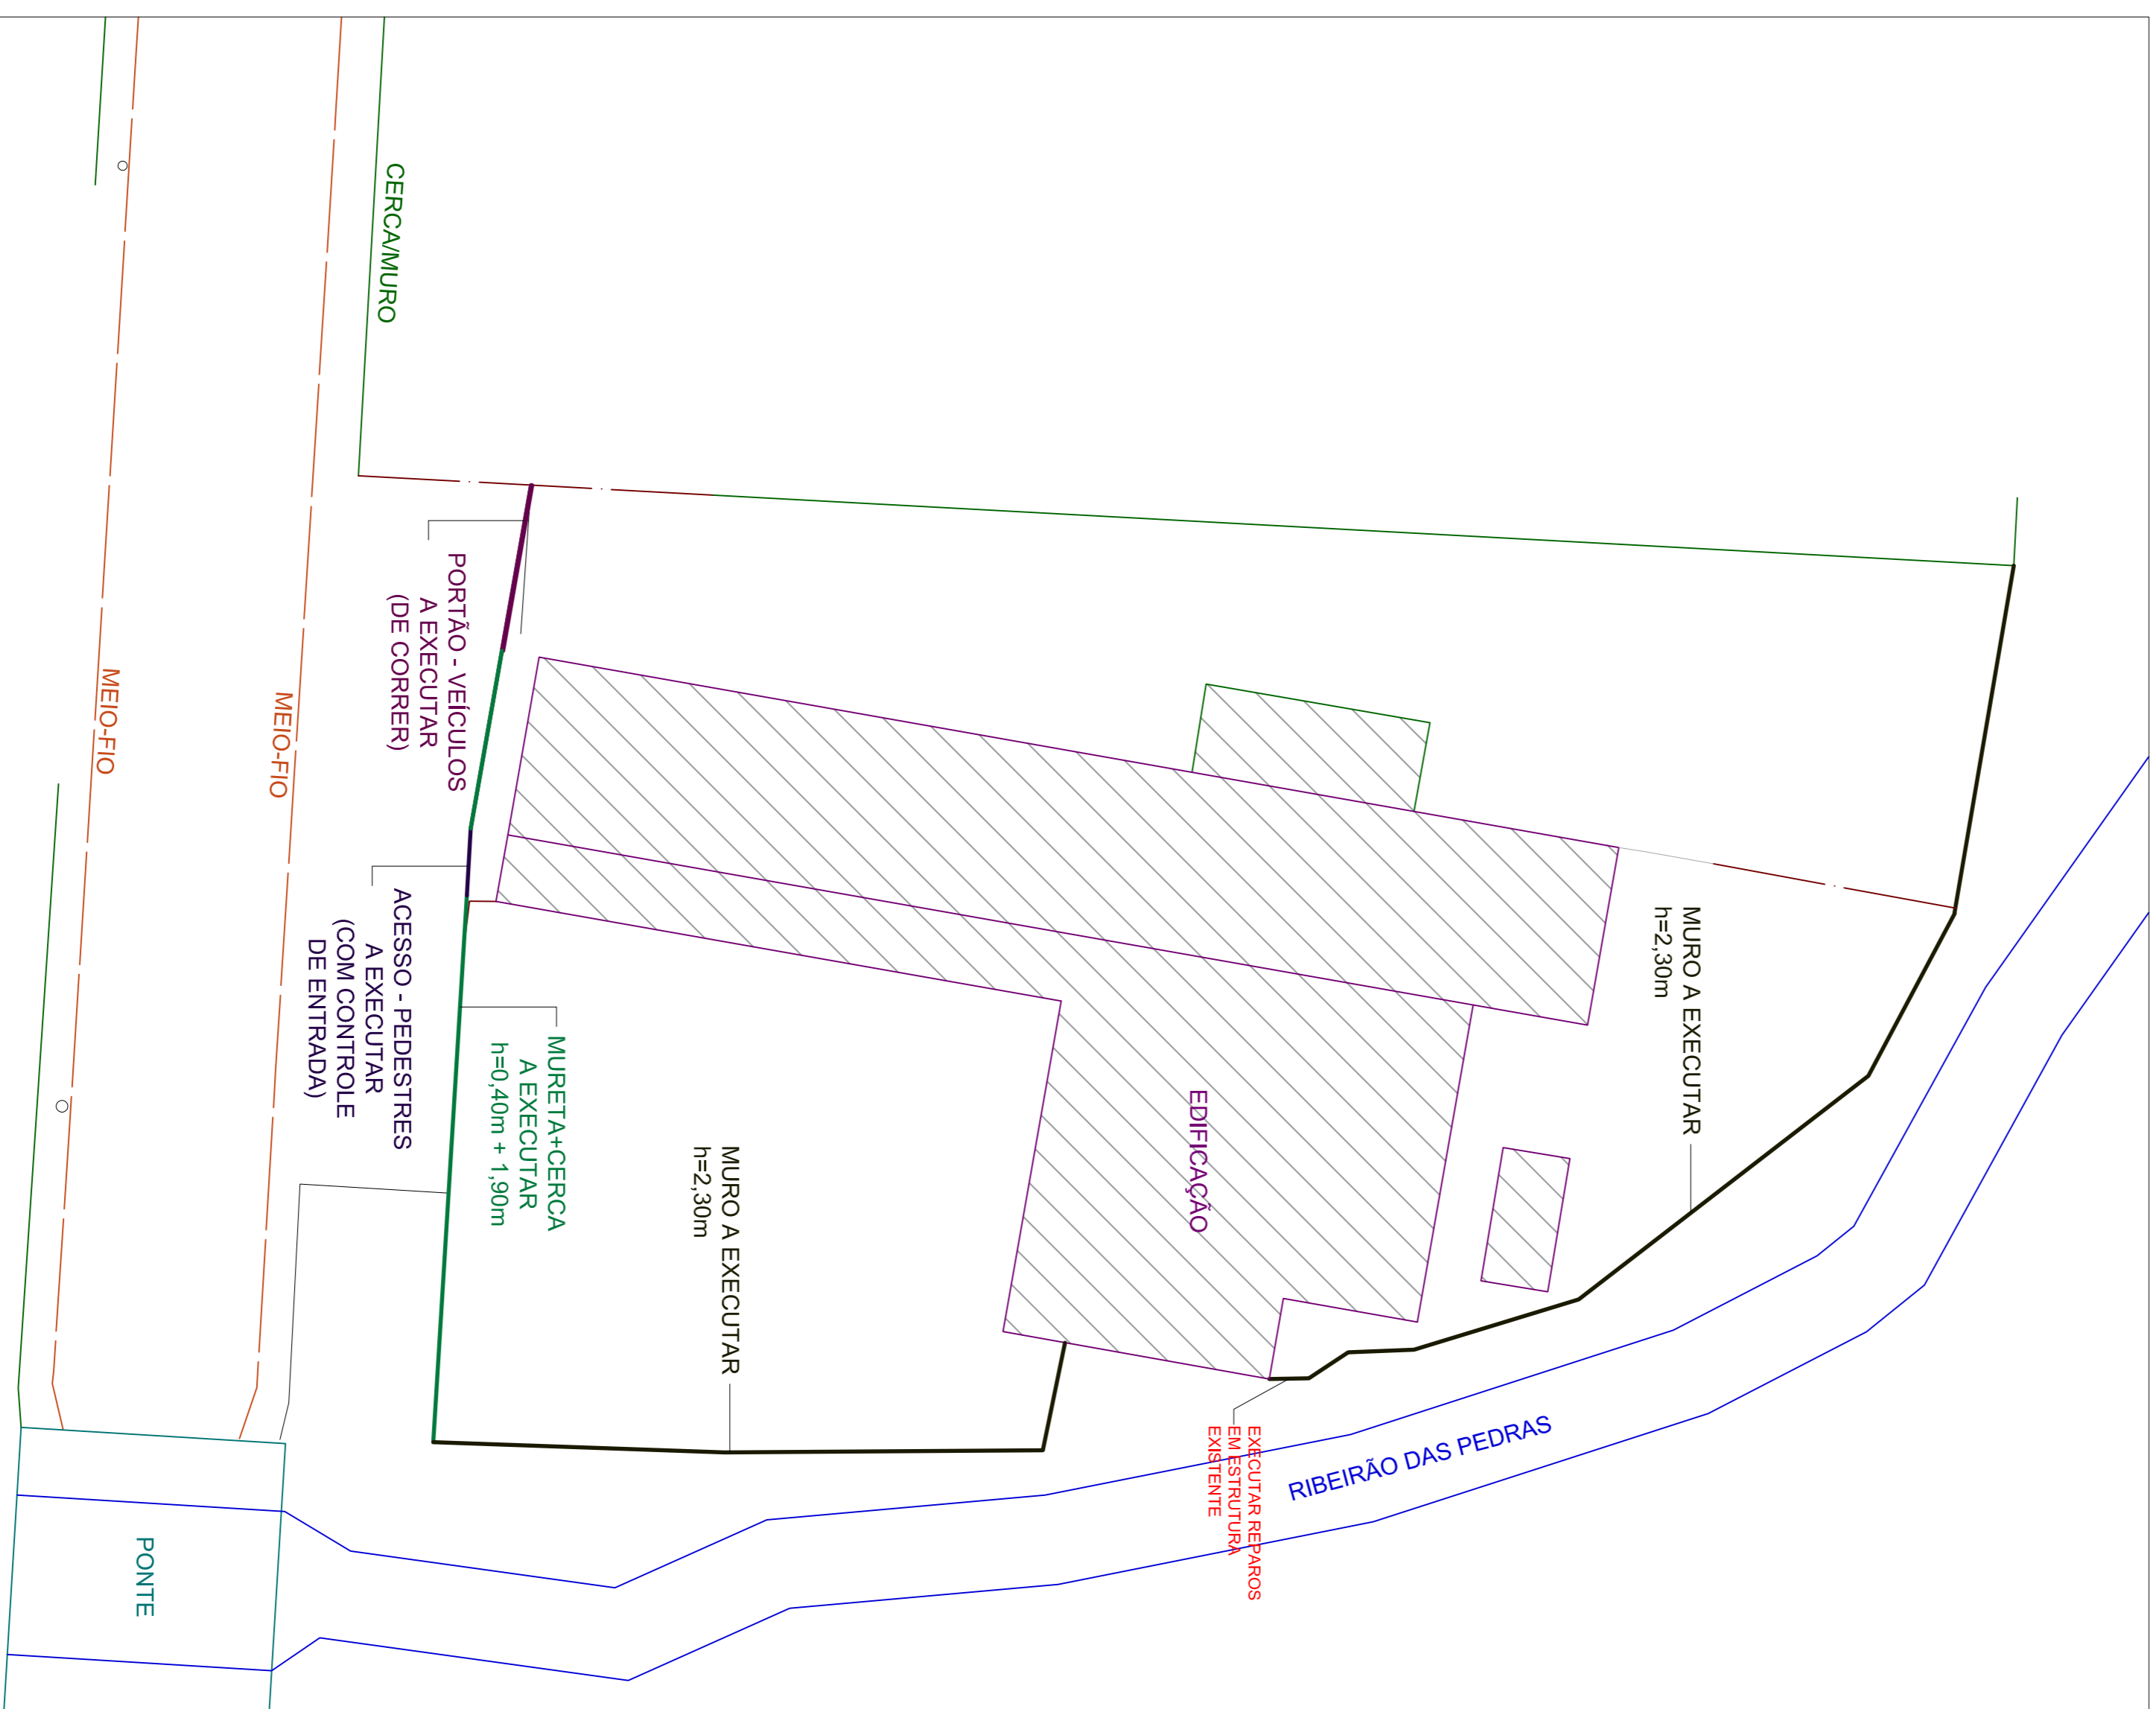 CERCA/MURO
MEIO-FIO
MEIO-FIO
PORTÃO - VEÍCULOS
A EXECUTAR
(DE CORRER)
ACESSO - PEDESTRES
A EXECUTAR
(COM CONTROLE
DE ENTRADA)
MURETA+CERCA
A EXECUTAR
h=0,40m + 1,90m
MURO A EXECUTAR
h=2,30m
EDIFICAÇÃO
MURO A EXECUTAR
h=2,30m
EXECUTAR REPAROS
EM ESTRUTURA
EXISTENTE
RIBEIRÃO DAS PEDRAS
PONTE